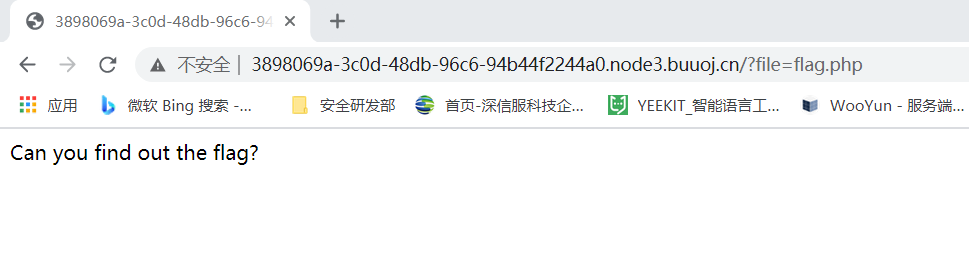 3898069a-3c0d-48db-96c6-94
不安全 | 3898069a-3c0d-48db-96c6-94b44f2244a0.node3.buuoj.cn/?file=flag.php
应用 微软 Bing 搜索 -... 安全研发部 首页-深信服科技企... YEEKIT_智能语言工... WooYun - 服务端...
Can you find out the flag?